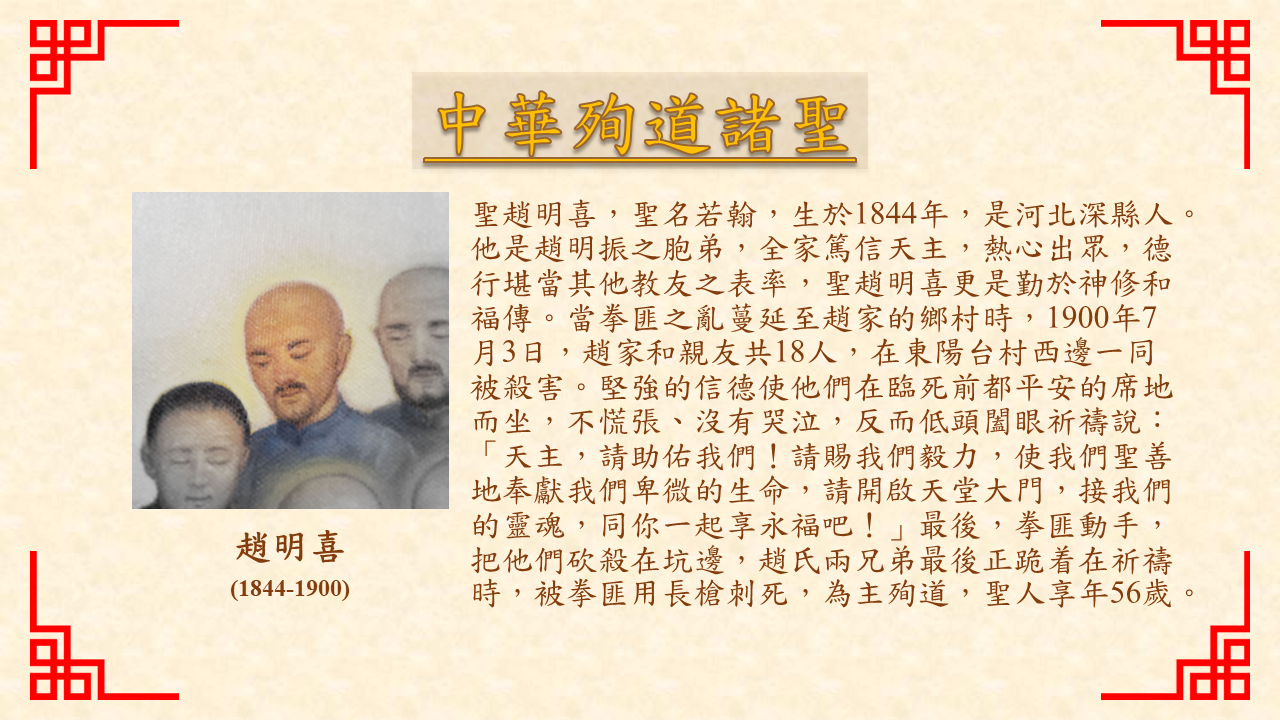 中華殉道諸聖
聖趙明喜，聖名若翰，生於1844年，是河北深縣人。
他是趙明振之胞弟，全家篤信天主，熱心出眾，德
行堪當其他教友之表率，聖趙明喜更是勤於神修和
福傳。當拳匪之亂蔓延至趙家的鄉村時，1900年7
月3日，趙家和親友共18人，在東陽台村西邊一同
被殺害。堅強的信德使他們在臨死前都平安的席地
而坐，不慌張、沒有哭泣，反而低頭闔眼祈禱說：
「天主，請助佑我們！請賜我們毅力，使我們聖善
地奉獻我們卑微的生命，請開啟天堂大門，接我們
的靈魂，同你一起享永福吧！」最後，拳匪動手，
把他們砍殺在坑邊，趙氏兩兄弟最後正跪着在祈禱
時，被拳匪用長槍刺死，為主殉道，聖人享年56歲。
趙明喜
(1844-1900)